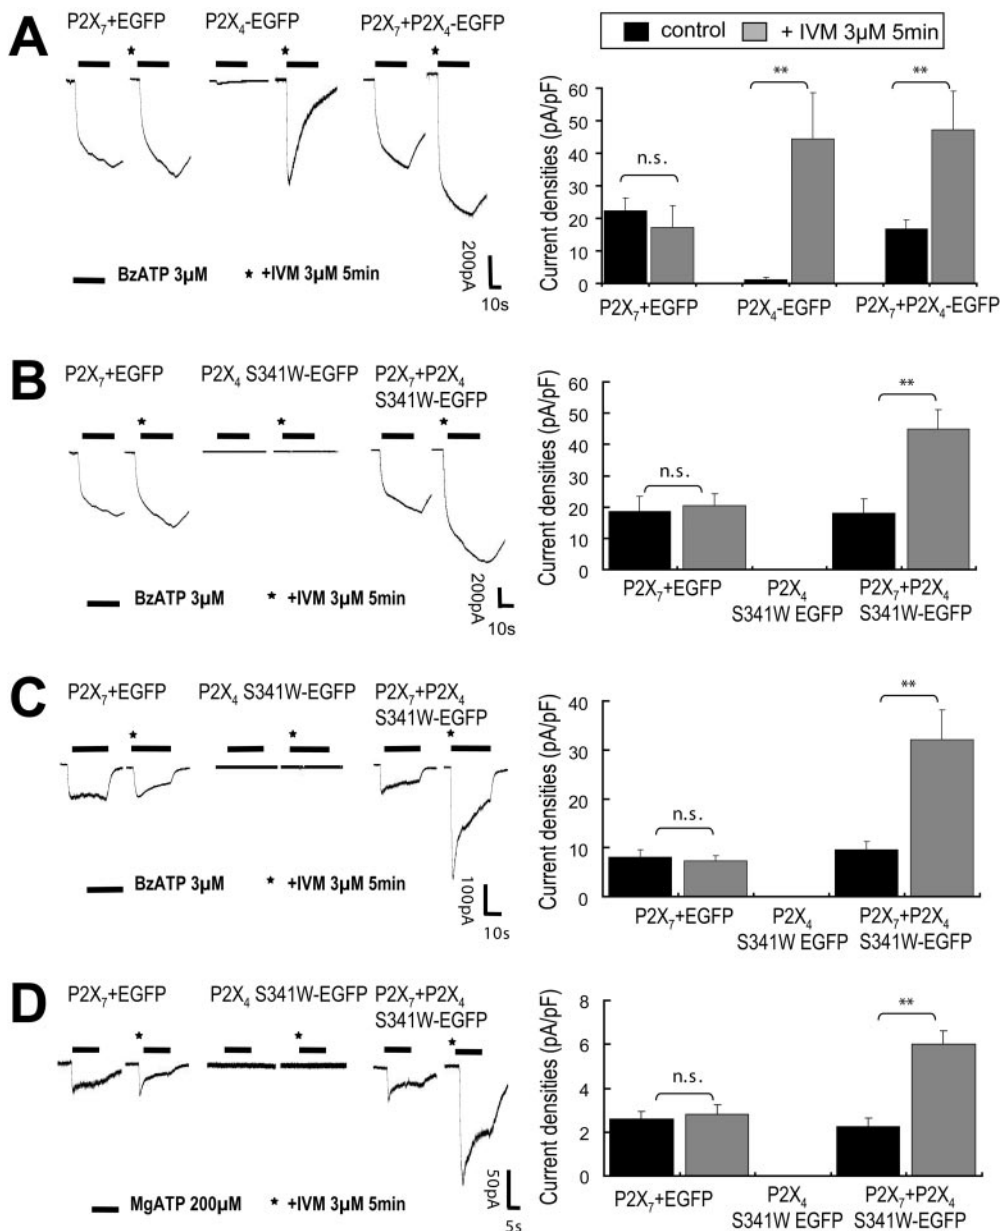 A
P2X7+EGFP
P2X4-EGFP
P2X7+P2X4-EGFP
★ ★ ★
BzATP 3µM ★ +IVM 3µM 5min
200pA
10s
control + IVM 3µM 5min
Current densities (pA/pF)
60
50
40
30
20
10
0
n.s.
**
**
P2X7+EGFP
P2X4-EGFP
P2X7+P2X4-EGFP
B
P2X7+EGFP
P2X4 S341W-EGFP
P2X7+P2X4
S341W-EGFP
★ ★ ★
BzATP 3µM ★ +IVM 3µM 5min
200pA
10s
Current densities (pA/pF)
60
50
40
30
20
10
0
n.s.
**
P2X7+EGFP
P2X4
S341W EGFP
P2X7+P2X4
S341W-EGFP
C
P2X7+EGFP
P2X4 S341W-EGFP
P2X7+P2X4
S341W-EGFP
★ ★ ★
BzATP 3µM ★ +IVM 3µM 5min
100pA
10s
Current densities (pA/pF)
40
30
20
10
0
n.s.
**
P2X7+EGFP
P2X4
S341W EGFP
P2X7+P2X4
S341W-EGFP
D
P2X7+EGFP
P2X4 S341W-EGFP
P2X7+P2X4
S341W-EGFP
★ ★ ★
MgATP 200µM ★ +IVM 3µM 5min
50pA
5s
Current densities (pA/pF)
8
6
4
2
0
n.s.
**
P2X7+EGFP
P2X4
S341W EGFP
P2X7+P2X4
S341W-EGFP